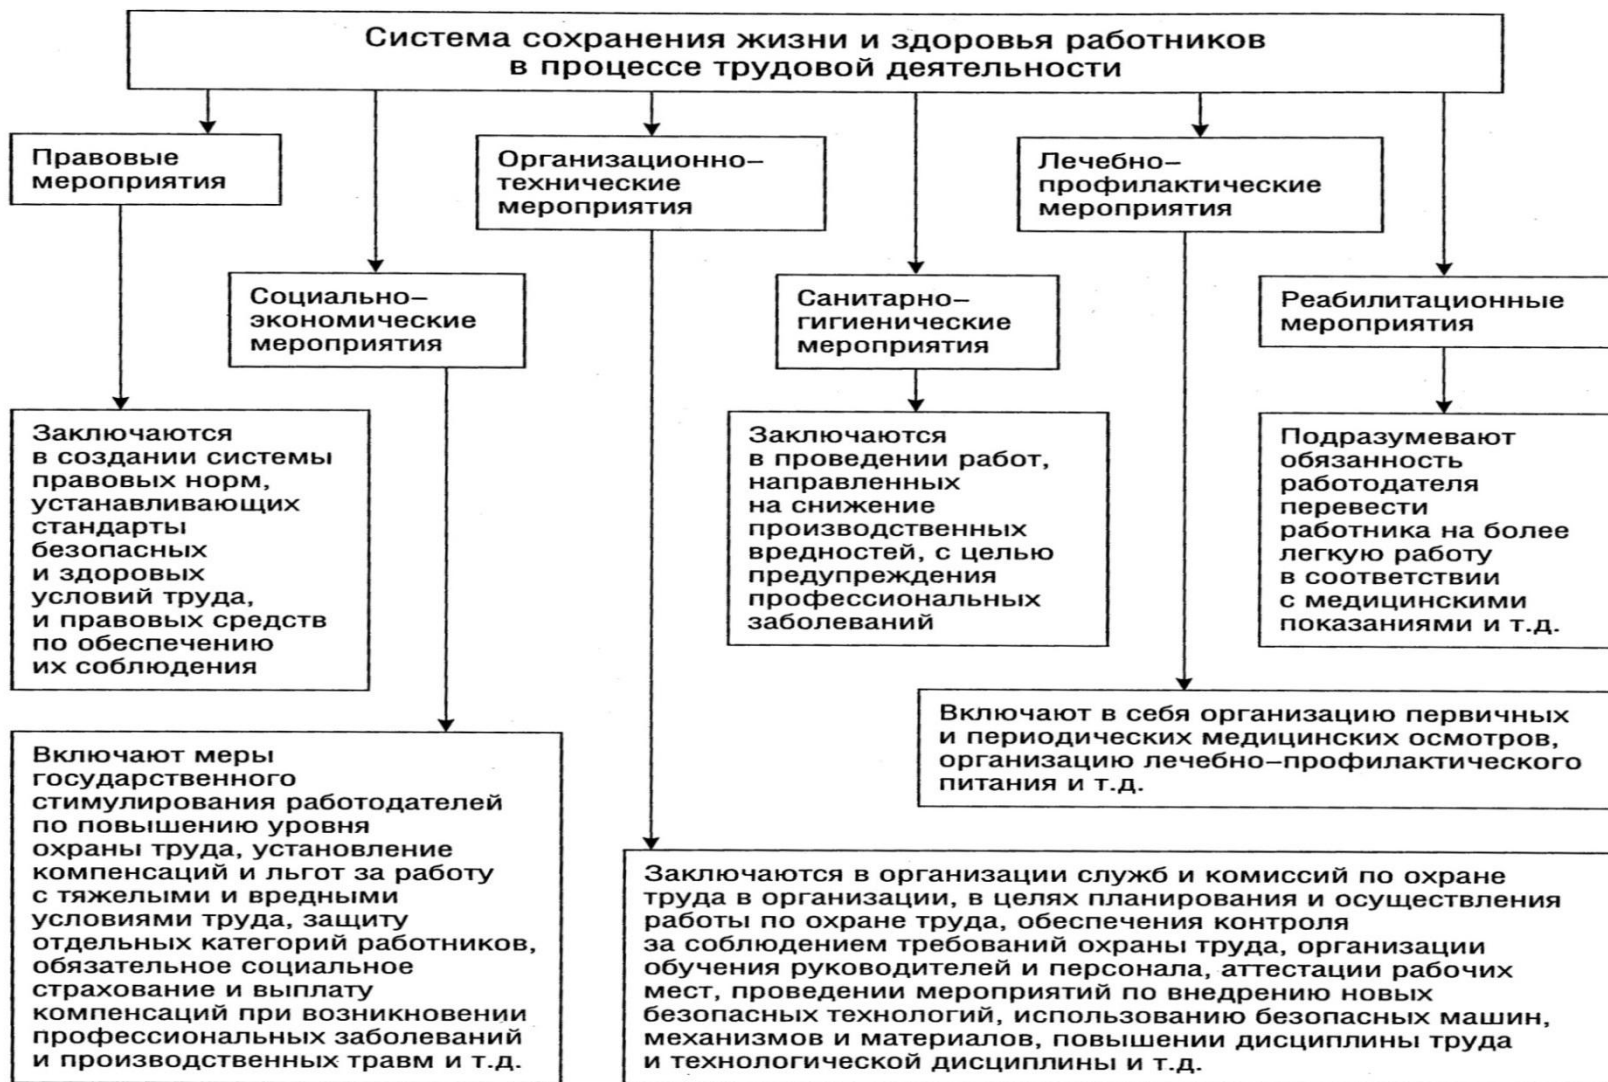 Система сохранения жизни и здоровья работников
в процессе трудовой деятельности
Правовые
мероприятия
Организационно–
технические
мероприятия
Лечебно–
профилактические
мероприятия
Социально–
экономические
мероприятия
Санитарно–
гигиенические
мероприятия
Реабилитационные
мероприятия
Заключаются
в создании системы
правовых норм,
устанавливающих
стандарты
безопасных
и здоровых
условий труда,
и правовых средств
по обеспечению
их соблюдения
Заключаются
в проведении работ,
направленных
на снижение
производственных
вредностей, с целью
предупреждения
профессиональных
заболеваний
Подразумевают
обязанность
работодателя
перевести
работника на более
легкую работу
в соответствии
с медицинскими
показаниями и т.д.
Включают в себя организацию первичных
и периодических медицинских осмотров,
организацию лечебно–профилактического
питания и т.д.
Включают меры
государственного
стимулирования работодателей
по повышению уровня
охраны труда, установление
компенсаций и льгот за работу
с тяжелыми и вредными
условиями труда, защиту
отдельных категорий работников,
обязательное социальное
страхование и выплату
компенсаций при возникновении
профессиональных заболеваний
и производственных травм и т.д.
Заключаются в организации служб и комиссий по охране
труда в организации, в целях планирования и осуществления
работы по охране труда, обеспечения контроля
за соблюдением требований охраны труда, организации
обучения руководителей и персонала, аттестации рабочих
мест, проведении мероприятий по внедрению новых
безопасных технологий, использованию безопасных машин,
механизмов и материалов, повышении дисциплины труда
и технологической дисциплины и т.д.